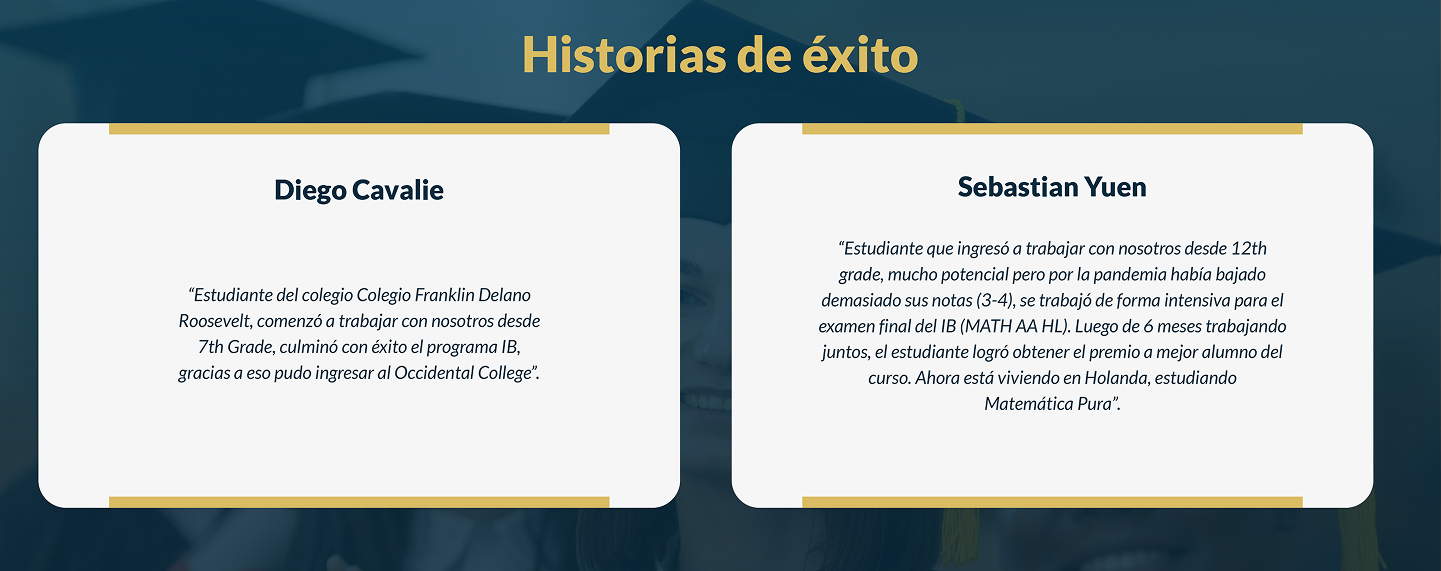 Historias de éxito
Diego Cavalie
“Estudiante del colegio Colegio Franklin Delano
Roosevelt, comenzó a trabajar con nosotros desde
7th Grade, culminó con éxito el programa IB,
gracias a eso pudo ingresar al Occidental College”.
Sebastian Yuen
“Estudiante que ingresó a trabajar con nosotros desde 12th
grade, mucho potencial pero por la pandemia había bajado
demasiado sus notas (3-4), se trabajó de forma intensiva para el
examen final del IB (MATH AA HL). Luego de 6 meses trabajando
juntos, el estudiante logró obtener el premio a mejor alumno del
curso. Ahora está viviendo en Holanda, estudiando
Matemática Pura”.